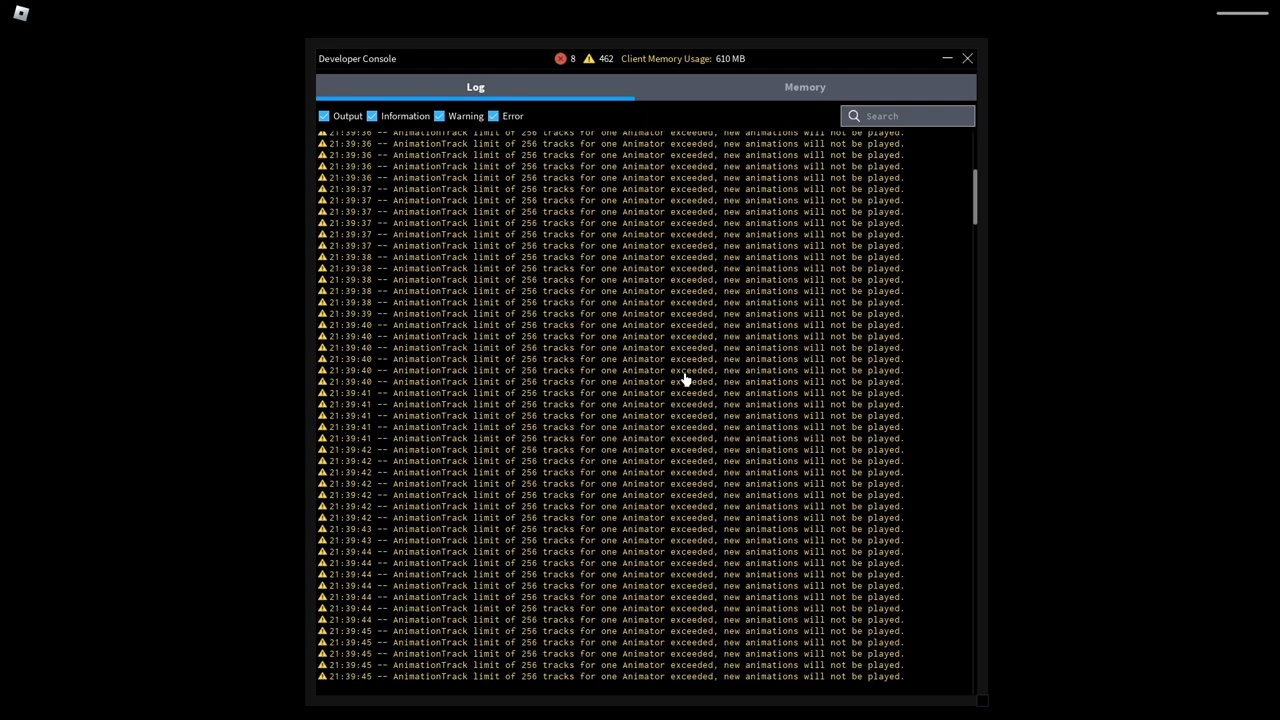 Developer Console
8
462
Client Memory Usage: 610 MB
Log
Memory
Output
Information
Warning
Error
Search
21:39:36 -- AnimationTrack limit of 256 tracks for one Animator exceeded, new animations will not be played.
21:39:36 -- AnimationTrack limit of 256 tracks for one Animator exceeded, new animations will not be played.
21:39:36 -- AnimationTrack limit of 256 tracks for one Animator exceeded, new animations will not be played.
21:39:36 -- AnimationTrack limit of 256 tracks for one Animator exceeded, new animations will not be played.
21:39:36 -- AnimationTrack limit of 256 tracks for one Animator exceeded, new animations will not be played.
21:39:37 -- AnimationTrack limit of 256 tracks for one Animator exceeded, new animations will not be played.
21:39:37 -- AnimationTrack limit of 256 tracks for one Animator exceeded, new animations will not be played.
21:39:37 -- AnimationTrack limit of 256 tracks for one Animator exceeded, new animations will not be played.
21:39:37 -- AnimationTrack limit of 256 tracks for one Animator exceeded, new animations will not be played.
21:39:37 -- AnimationTrack limit of 256 tracks for one Animator exceeded, new animations will not be played.
21:39:37 -- AnimationTrack limit of 256 tracks for one Animator exceeded, new animations will not be played.
21:39:38 -- AnimationTrack limit of 256 tracks for one Animator exceeded, new animations will not be played.
21:39:38 -- AnimationTrack limit of 256 tracks for one Animator exceeded, new animations will not be played.
21:39:38 -- AnimationTrack limit of 256 tracks for one Animator exceeded, new animations will not be played.
21:39:38 -- AnimationTrack limit of 256 tracks for one Animator exceeded, new animations will not be played.
21:39:38 -- AnimationTrack limit of 256 tracks for one Animator exceeded, new animations will not be played.
21:39:39 -- AnimationTrack limit of 256 tracks for one Animator exceeded, new animations will not be played.
21:39:40 -- AnimationTrack limit of 256 tracks for one Animator exceeded, new animations will not be played.
21:39:40 -- AnimationTrack limit of 256 tracks for one Animator exceeded, new animations will not be played.
21:39:40 -- AnimationTrack limit of 256 tracks for one Animator exceeded, new animations will not be played.
21:39:40 -- AnimationTrack limit of 256 tracks for one Animator exceeded, new animations will not be played.
21:39:40 -- AnimationTrack limit of 256 tracks for one Animator exceeded, new animations will not be played.
21:39:40 -- AnimationTrack limit of 256 tracks for one Animator exceeded, new animations will not be played.
21:39:41 -- AnimationTrack limit of 256 tracks for one Animator exceeded, new animations will not be played.
21:39:41 -- AnimationTrack limit of 256 tracks for one Animator exceeded, new animations will not be played.
21:39:41 -- AnimationTrack limit of 256 tracks for one Animator exceeded, new animations will not be played.
21:39:41 -- AnimationTrack limit of 256 tracks for one Animator exceeded, new animations will not be played.
21:39:41 -- AnimationTrack limit of 256 tracks for one Animator exceeded, new animations will not be played.
21:39:42 -- AnimationTrack limit of 256 tracks for one Animator exceeded, new animations will not be played.
21:39:42 -- AnimationTrack limit of 256 tracks for one Animator exceeded, new animations will not be played.
21:39:42 -- AnimationTrack limit of 256 tracks for one Animator exceeded, new animations will not be played.
21:39:42 -- AnimationTrack limit of 256 tracks for one Animator exceeded, new animations will not be played.
21:39:42 -- AnimationTrack limit of 256 tracks for one Animator exceeded, new animations will not be played.
21:39:42 -- AnimationTrack limit of 256 tracks for one Animator exceeded, new animations will not be played.
21:39:42 -- AnimationTrack limit of 256 tracks for one Animator exceeded, new animations will not be played.
21:39:43 -- AnimationTrack limit of 256 tracks for one Animator exceeded, new animations will not be played.
21:39:43 -- AnimationTrack limit of 256 tracks for one Animator exceeded, new animations will not be played.
21:39:44 -- AnimationTrack limit of 256 tracks for one Animator exceeded, new animations will not be played.
21:39:44 -- AnimationTrack limit of 256 tracks for one Animator exceeded, new animations will not be played.
21:39:44 -- AnimationTrack limit of 256 tracks for one Animator exceeded, new animations will not be played.
21:39:44 -- AnimationTrack limit of 256 tracks for one Animator exceeded, new animations will not be played.
21:39:44 -- AnimationTrack limit of 256 tracks for one Animator exceeded, new animations will not be played.
21:39:44 -- AnimationTrack limit of 256 tracks for one Animator exceeded, new animations will not be played.
21:39:44 -- AnimationTrack limit of 256 tracks for one Animator exceeded, new animations will not be played.
21:39:45 -- AnimationTrack limit of 256 tracks for one Animator exceeded, new animations will not be played.
21:39:45 -- AnimationTrack limit of 256 tracks for one Animator exceeded, new animations will not be played.
21:39:45 -- AnimationTrack limit of 256 tracks for one Animator exceeded, new animations will not be played.
21:39:45 -- AnimationTrack limit of 256 tracks for one Animator exceeded, new animations will not be played.
21:39:45 -- AnimationTrack limit of 256 tracks for one Animator exceeded, new animations will not be played.